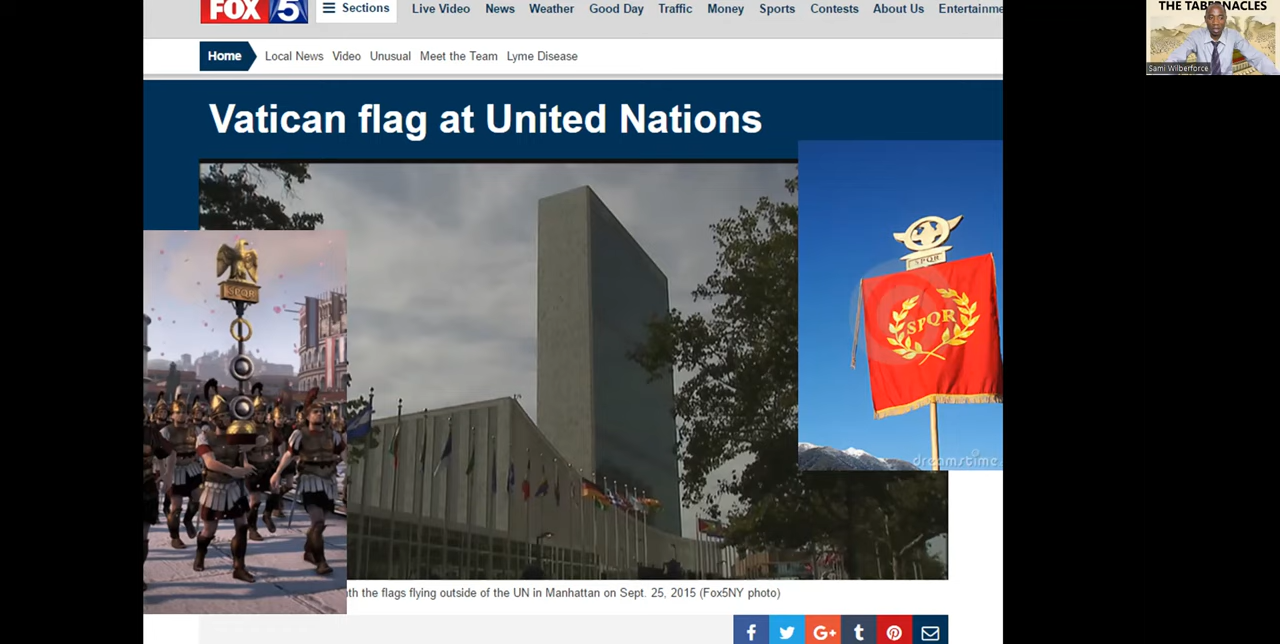 FOX 5
Sections
Live Video News Weather Good Day Traffic Money Sports Contests About Us Entertainme
Home Local News Video Unusual Meet the Team Lyme Disease
THE TABERNACLES
Sami Wilberforce
Vatican flag at United Nations
SPQR
SPQR
SPQR
dreamstime
th the flags flying outside of the UN in Manhattan on Sept. 25, 2015 (Fox5NY photo)